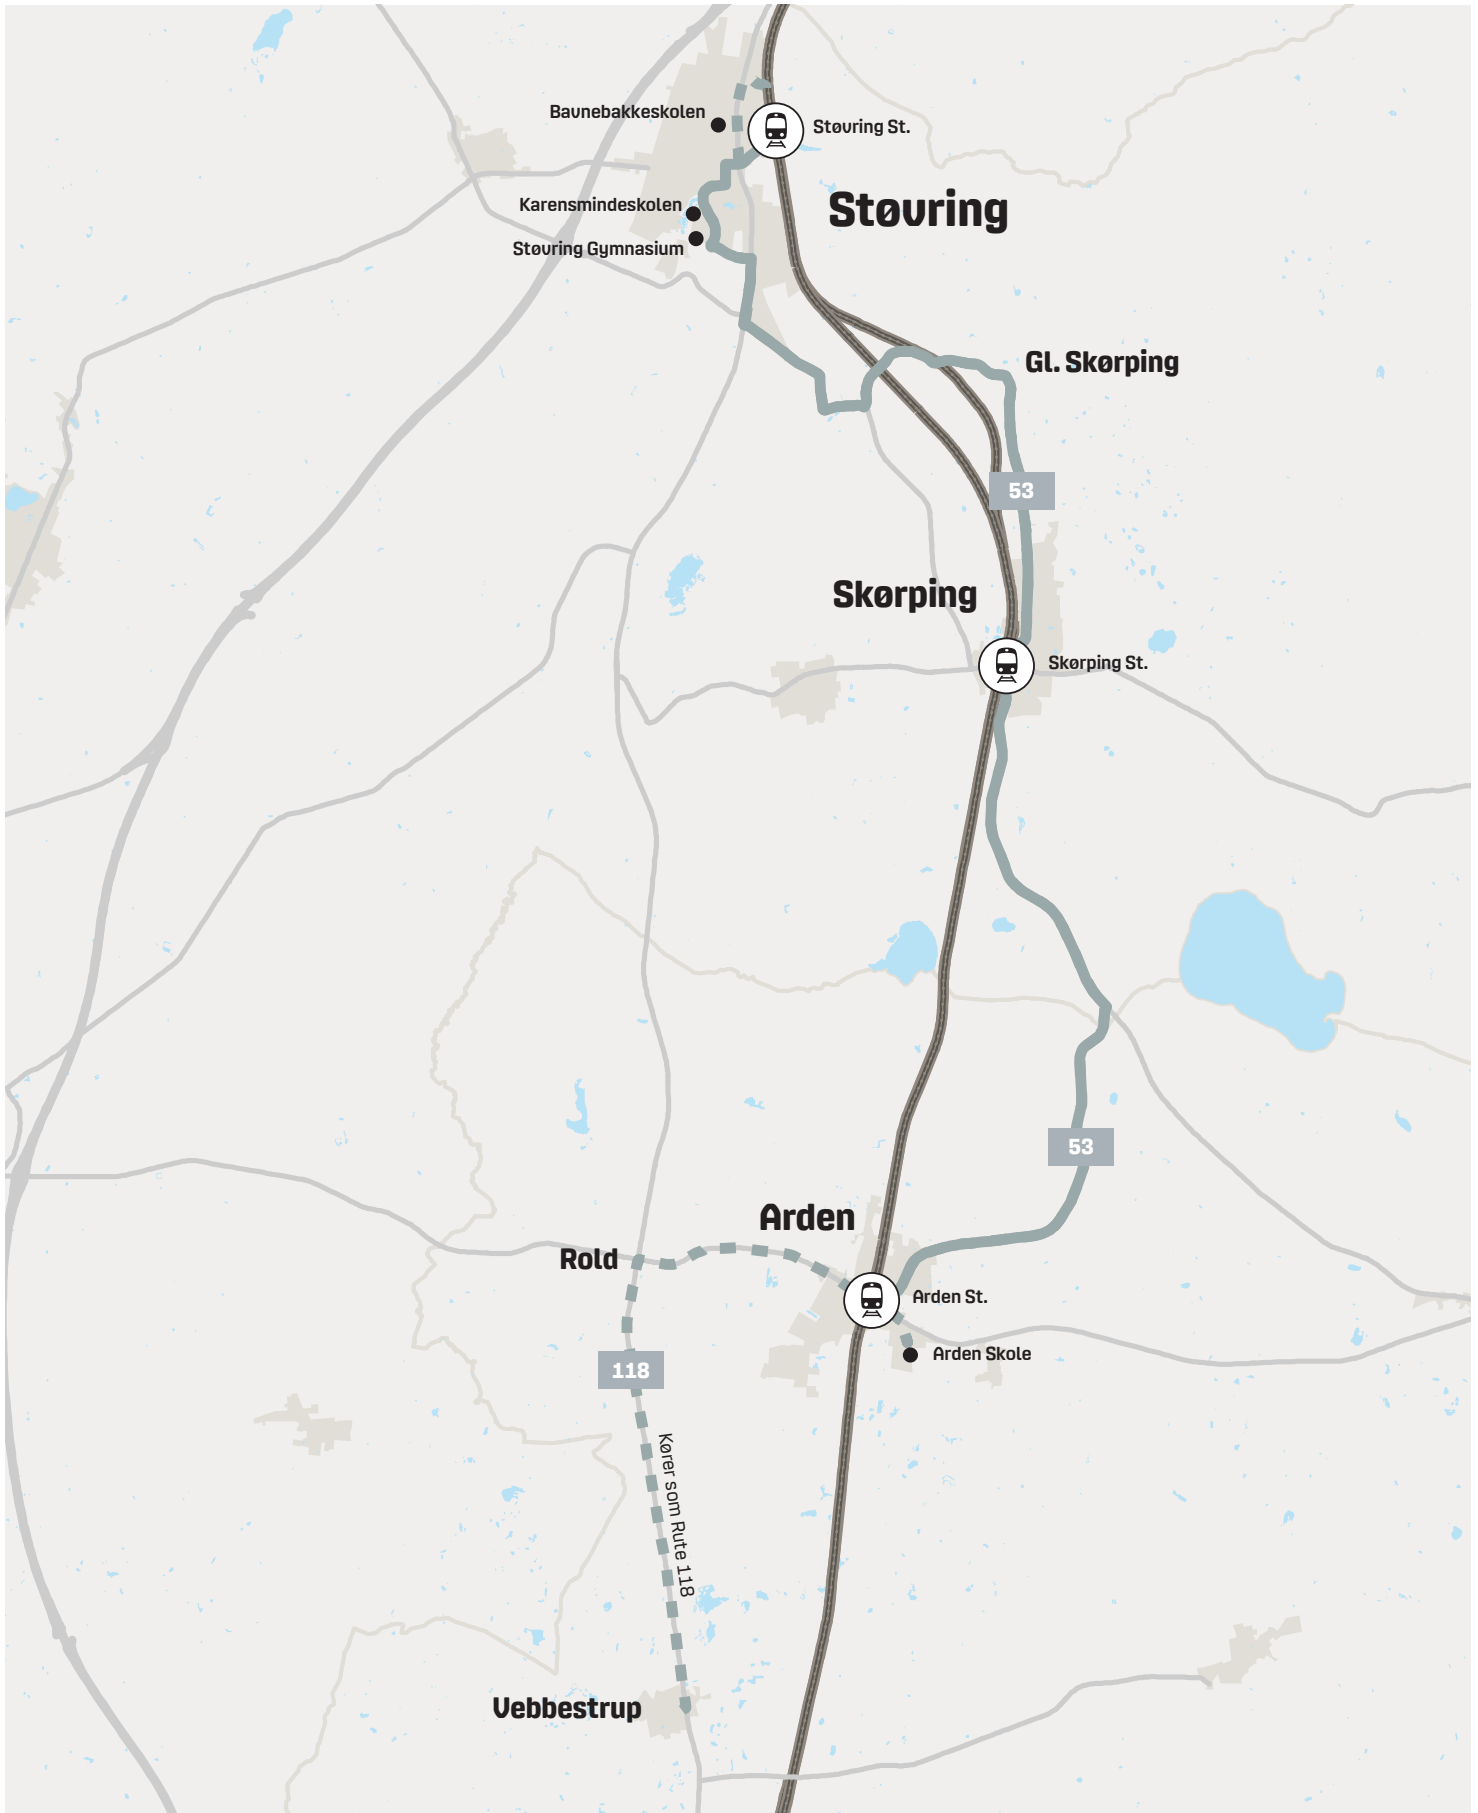 Bavnebakkeskolen
Støvring St.
Støvring
Karensmindeskolen
Støvring Gymnasium
Gl. Skørping
53
Skørping
Skørping St.
53
Arden
Rold
Arden St.
Arden Skole
118
Kører som Rute 118
Vebbestrup